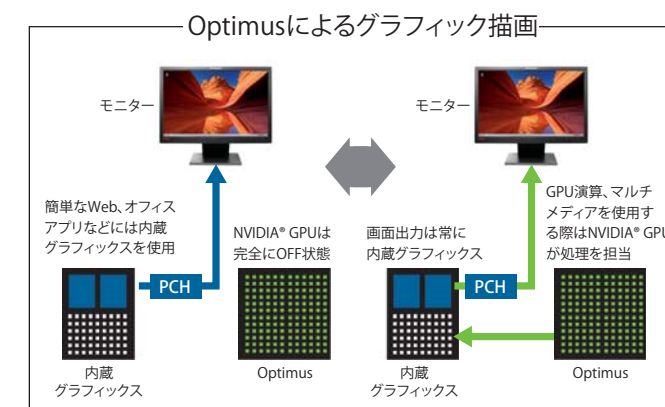 Optimusによるグラフィック描画
モニター
簡単なWeb、オフィス
アプリなどには内蔵
グラフィックスを使用
NVIDIA® GPUは
完全にOFF状態
PCH
内蔵
グラフィックス
Optimus
モニター
画面出力は常に
内蔵グラフィックス
GPU演算、マルチ
メディアを使用す
る際はNVIDIA® GPU
が処理を担当
PCH
内蔵
グラフィックス
Optimus